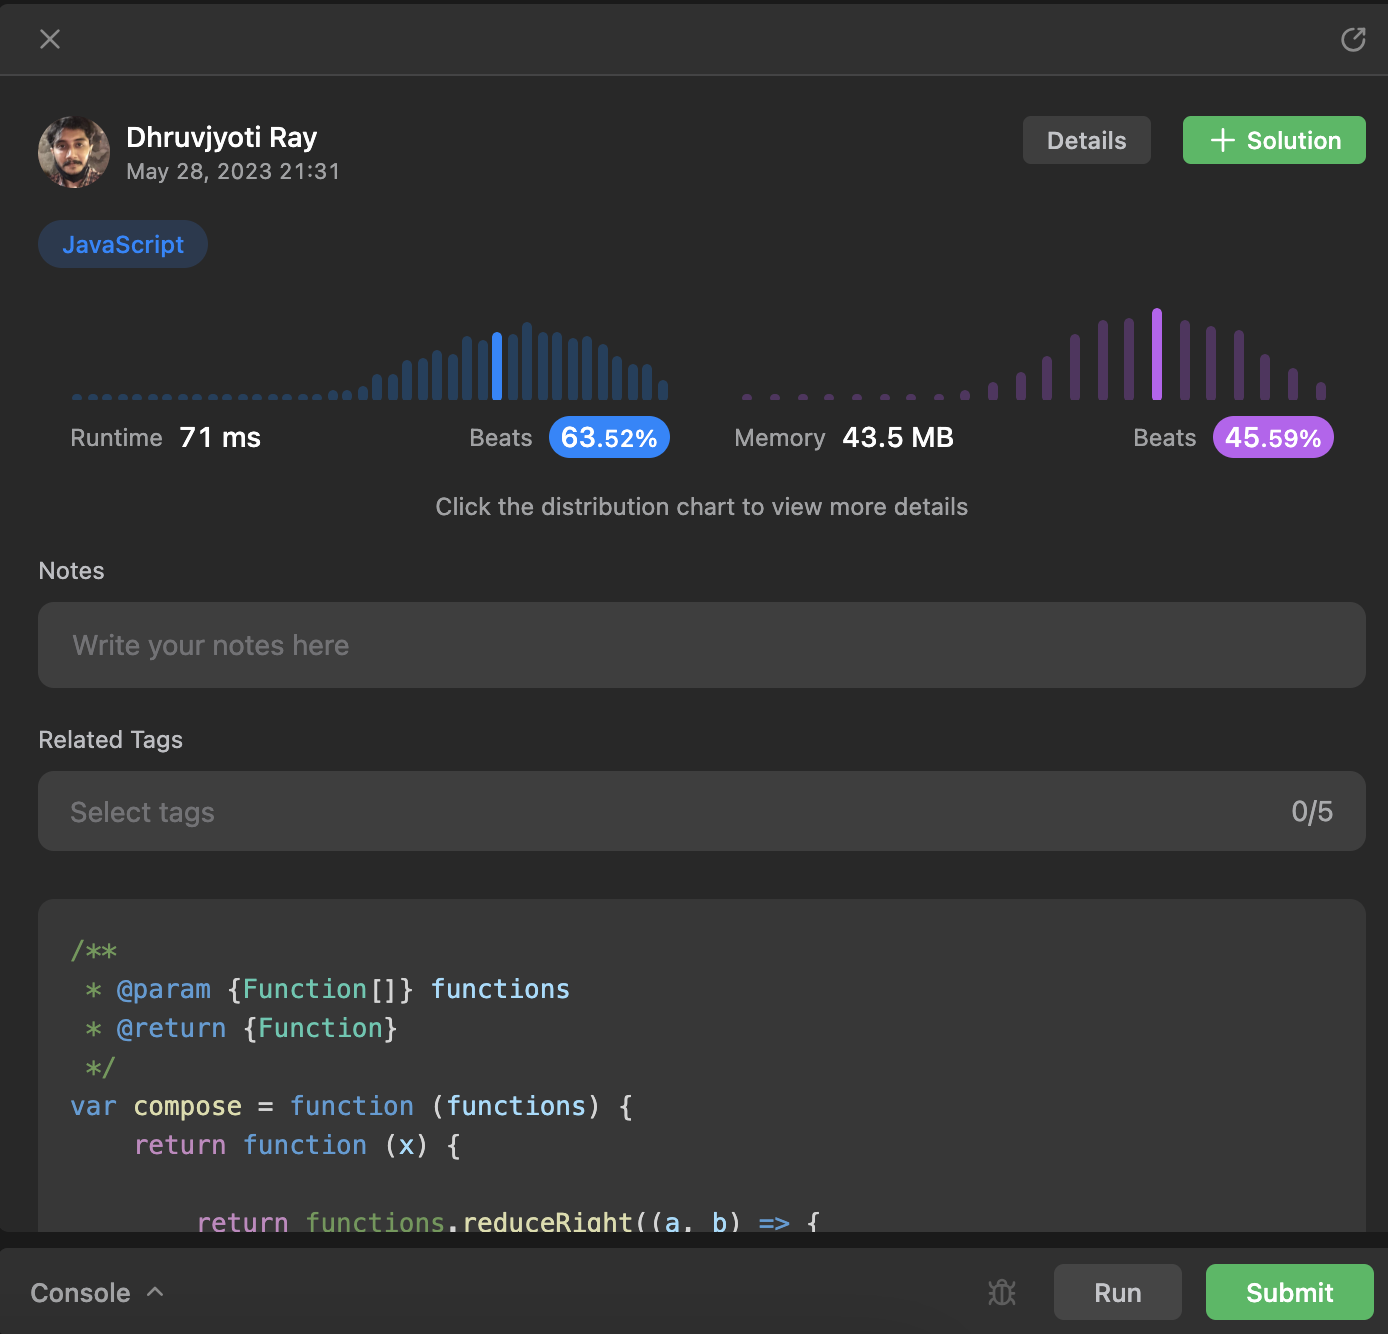 Dhruvjyoti Ray
May 28, 2023 21:31
Details
Solution
JavaScript
Runtime 71 ms
Beats 63.52%
Memory 43.5 MB
Beats 45.59%
Click the distribution chart to view more details
Notes
Write your notes here
Related Tags
Select tags
0/5
/**
 * @param {Function[]} functions
 * @return {Function}
 */
var compose = function (functions) {
    return function (x) {
        return functions.reduceRight((a, b) => {
Console
Run
Submit